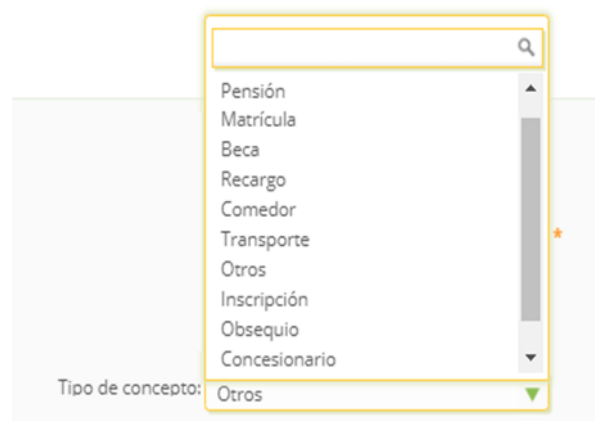 Pensión
Matrícula
Beca
Recargo
Comedor
Transporte
*
Otros
Inscripción
Obsequio
Concesionario
Tipo de concepto: Otros